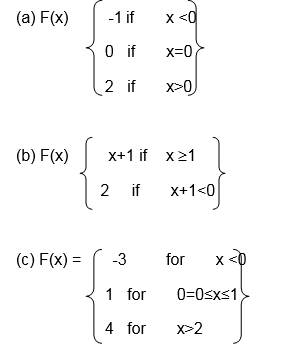 (a) F(x) -1 if x <0
0 if x=0
2 if x>0
(b) F(x) x+1 if x ≥1
2 if x+1<0
(c) F(x) = -3 for x <0
1 for 0=0≤x≤1
4 for x>2